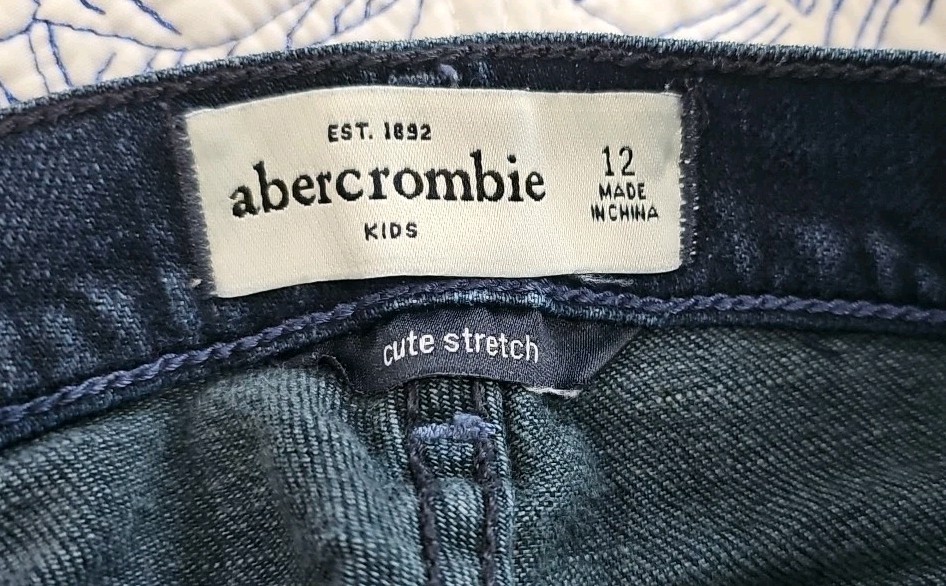 EST. 1892
abercrombie
KIDS
12
MADE
IN CHINA
cute stretch